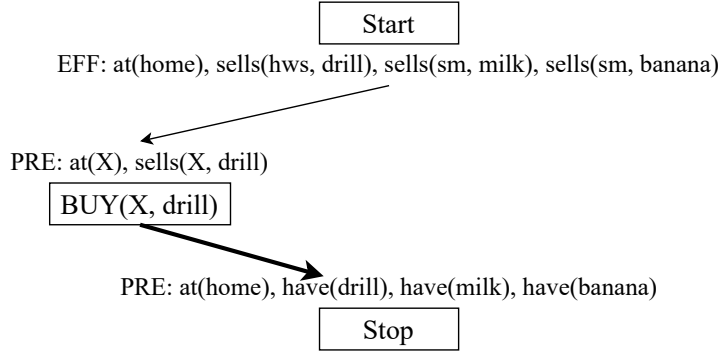 Start
EFF: at(home), sells(hws, drill), sells(sm, milk), sells(sm, banana)
PRE: at(X), sells(X, drill)
BUY(X, drill)
PRE: at(home), have(drill), have(milk), have(banana)
Stop